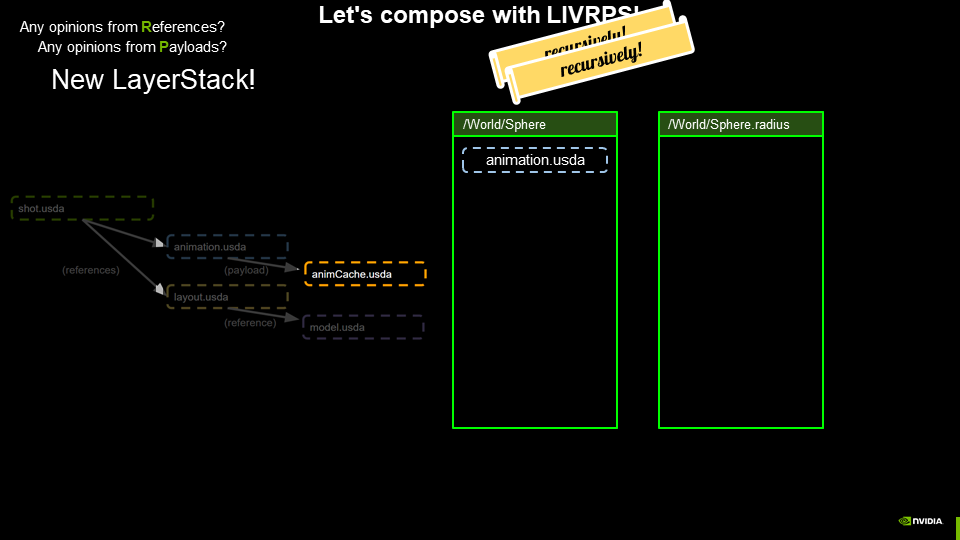 Let's compose with LIVRPS!
Any opinions from References?
Any opinions from Payloads?
New LayerStack!
recursively!
recursively!
/World/Sphere
/World/Sphere.radius
animation.usda
shot.usda
animation.usda
(references)
(payload)
animCache.usda
layout.usda
(reference)
model.usda
NVIDIA